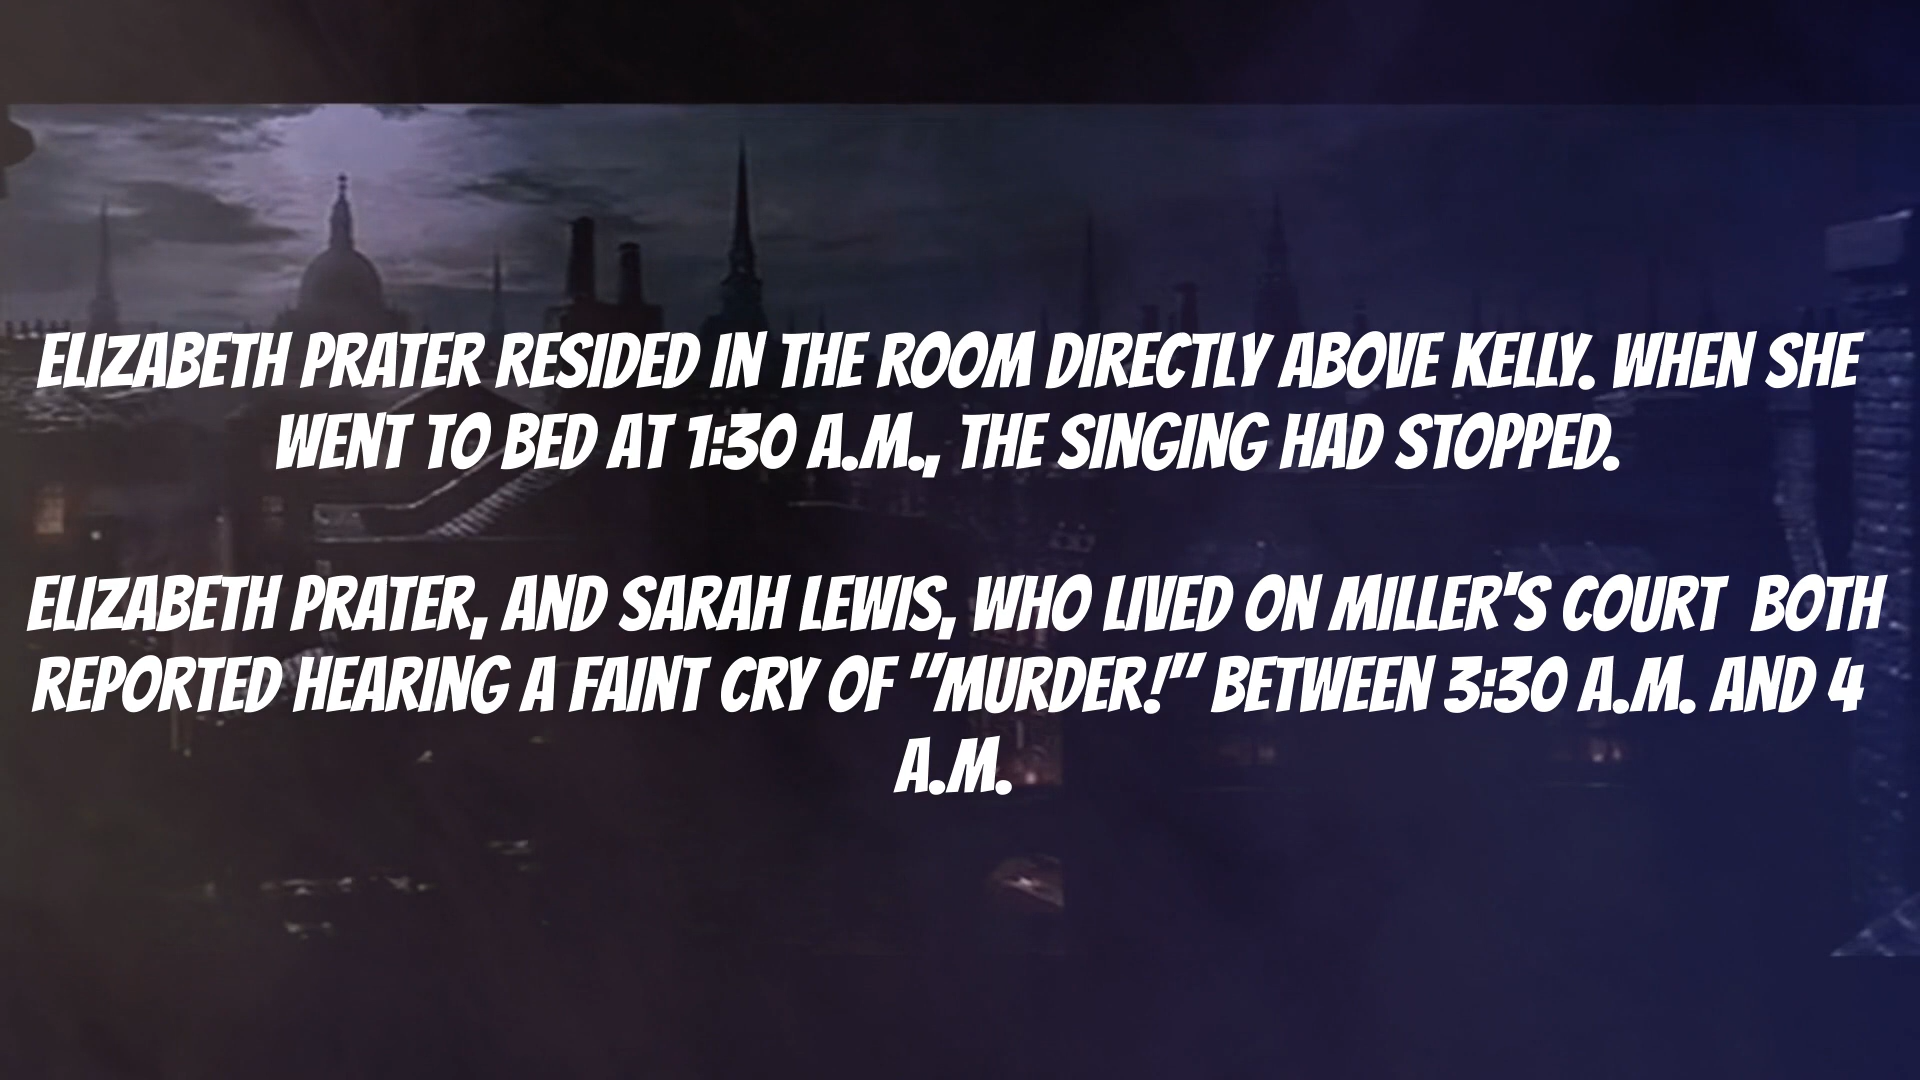 ELIZABETH PRATER RESIDED IN THE ROOM DIRECTLY ABOVE KELLY. WHEN SHE
WENT TO BED AT 1:30 A.M., THE SINGING HAD STOPPED.
ELIZABETH PRATER, AND SARAH LEWIS, WHO LIVED ON MILLER'S COURT  BOTH
REPORTED HEARING A FAINT CRY OF "MURDER!" BETWEEN 3:30 A.M. AND 4
A.M.